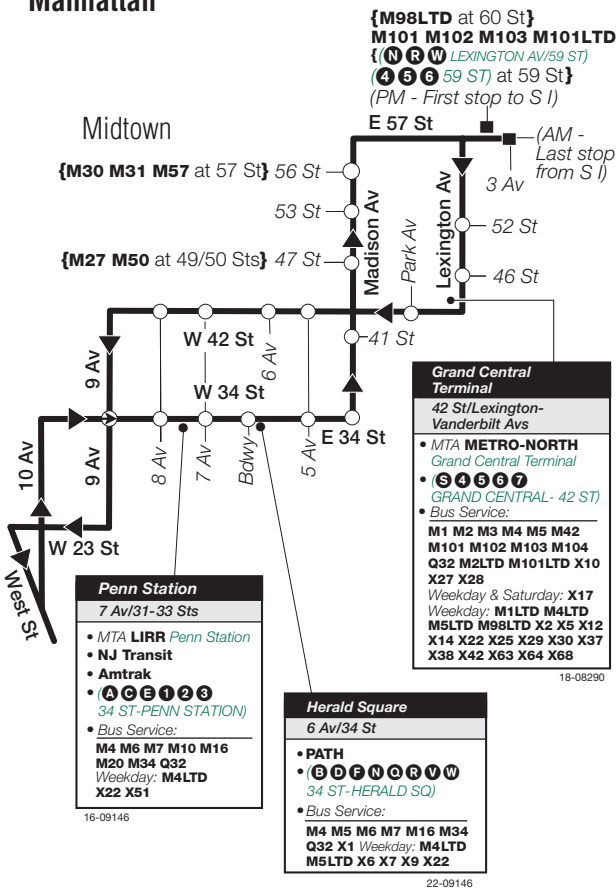 Manhattan
{M98LTD at 60 St}
M101 M102 M103 M101LTD
{(N R W LEXINGTON AV/59 ST)
(4 5 6 59 ST) at 59 St}
(PM - First stop to S I)
E 57 St
(AM -
Last stop
from S I)
3 Av
Midtown
{M30 M31 M57 at 57 St} 56 St
53 St
{M27 M50 at 49/50 Sts} 47 St
Madison Av
Park Av
Lexington Av
52 St
46 St
41 St
W 42 St
6 Av
W 34 St
9 Av
9 Av
10 Av
8 Av
7 Av
Bdwy
5 Av
E 34 St
W 23 St
West St
Grand Central
Terminal
42 St/Lexington-
Vanderbilt Avs
• MTA METRO-NORTH
Grand Central Terminal
• (S 4 5 6 7
GRAND CENTRAL- 42 ST)
• Bus Service:
M1 M2 M3 M4 M5 M42
M101 M102 M103 M104
Q32 M2LTD M101LTD X10
X27 X28
Weekday & Saturday: X17
Weekday: M1LTD M4LTD
M5LTD M98LTD X2 X5 X12
X14 X22 X25 X29 X30 X37
X38 X42 X63 X64 X68
18-08290
Penn Station
7 Av/31-33 Sts
• MTA LIRR Penn Station
• NJ Transit
• Amtrak
• (A C E 1 2 3
34 ST-PENN STATION)
• Bus Service:
M4 M6 M7 M10 M16
M20 M34 Q32
Weekday: M4LTD
X22 X51
16-09146
Herald Square
6 Av/34 St
• PATH
• (B D F N Q R V W
34 ST-HERALD SQ)
• Bus Service:
M4 M5 M6 M7 M16 M34
Q32 X1 Weekday: M4LTD
M5LTD X6 X7 X9 X22
22-09146